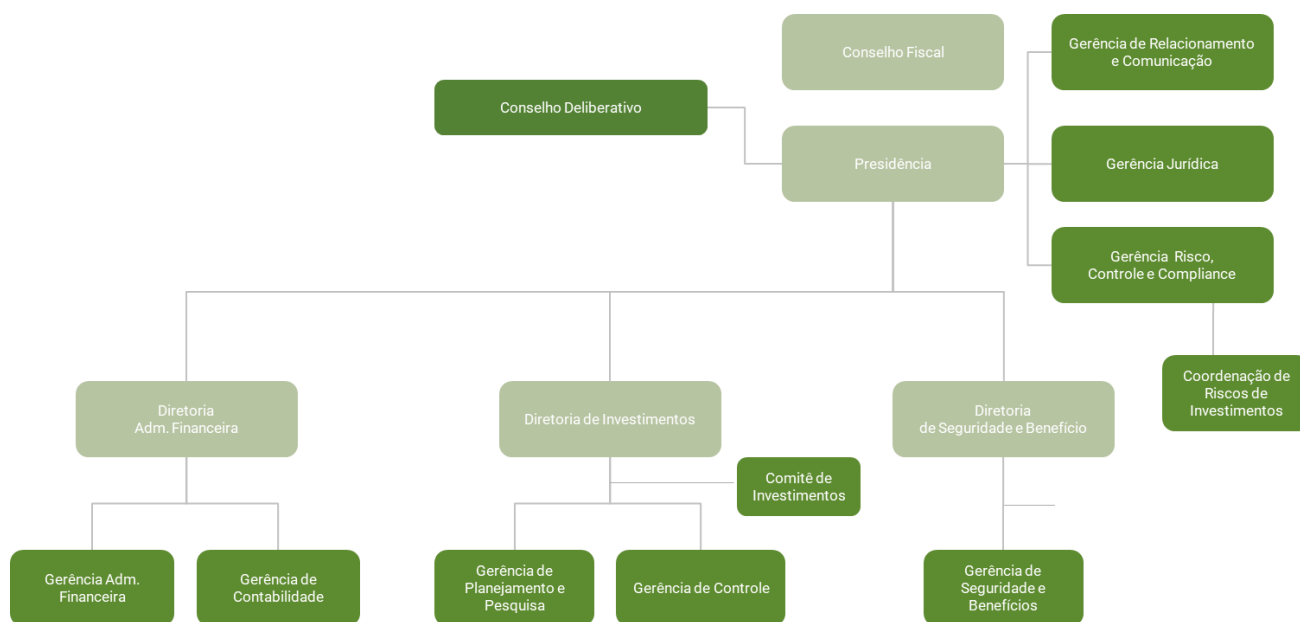 Conselho Fiscal
Gerência de Relacionamento
e Comunicação
Conselho Deliberativo
Presidência
Gerência Jurídica
Gerência Risco,
Controle e Compliance
Coordenação de
Riscos de
Investimentos
Diretoria
Adm. Financeira
Diretoria de Investimentos
Diretoria
de Seguridade e Benefício
Comitê de
Investimentos
Gerência Adm.
Financeira
Gerência de
Contabilidade
Gerência de
Planejamento e
Pesquisa
Gerência de Controle
Gerência de
Seguridade e
Benefícios